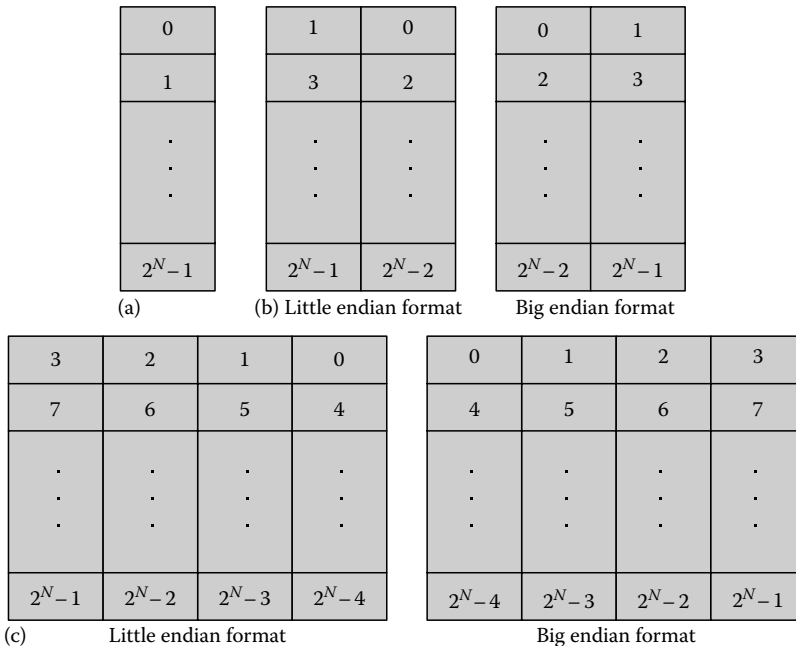 0 1 0 0 1
1 3 2 2 3
2^N−1 2^N−1 2^N−2 2^N−2 2^N−1
(a) (b) Little endian format Big endian format
3 2 1 0 0 1 2 3
7 6 5 4 4 5 6 7
2^N−1 2^N−2 2^N−3 2^N−4 2^N−4 2^N−3 2^N−2 2^N−1
(c) Little endian format Big endian format